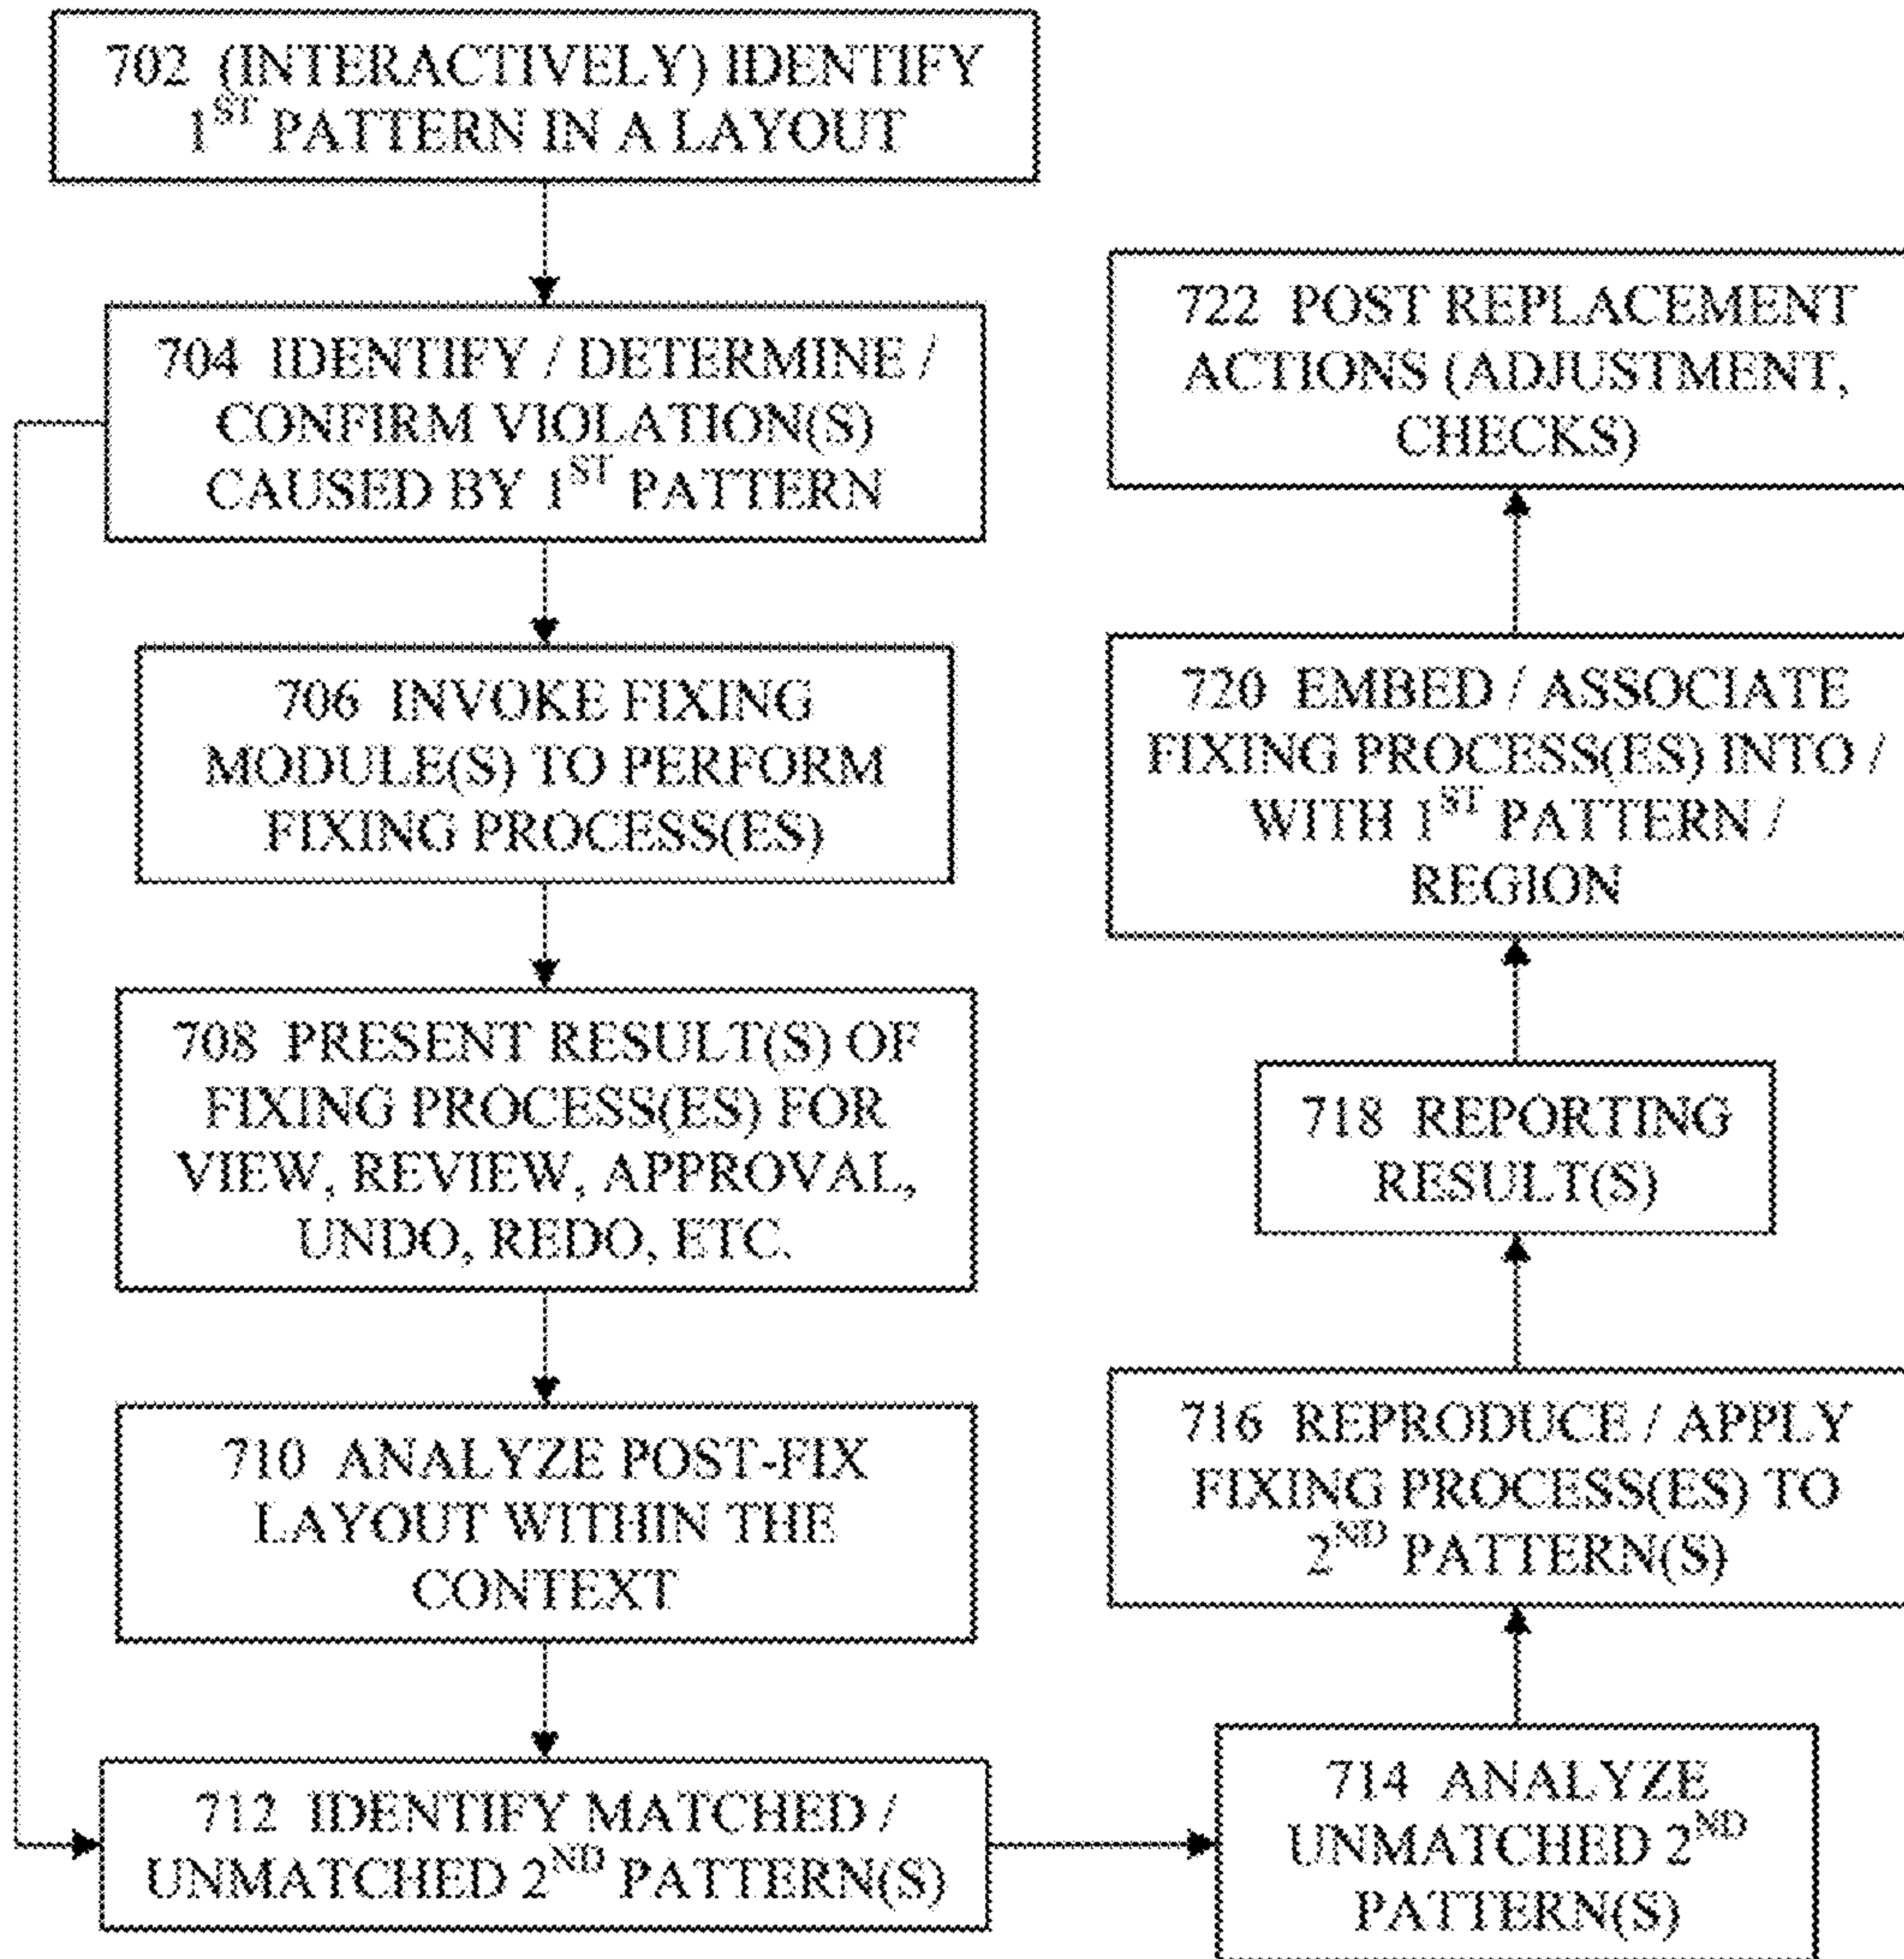 702 (INTERACTIVELY) IDENTIFY
1ST PATTERN IN A LAYOUT
704 IDENTIFY / DETERMINE /
CONFIRM VIOLATION(S)
CAUSED BY 1ST PATTERN
706 INVOKE FIXING
MODULE(S) TO PERFORM
FIXING PROCESS(ES)
708 PRESENT RESULT(S) OF
FIXING PROCESS(ES) FOR
VIEW, REVIEW, APPROVAL,
UNDO, REDO, ETC.
710 ANALYZE POST-FIX
LAYOUT WITHIN THE
CONTEXT
712 IDENTIFY MATCHED /
UNMATCHED 2ND PATTERN(S)
714 ANALYZE
UNMATCHED 2ND
PATTERN(S)
716 REPRODUCE / APPLY
FIXING PROCESS(ES) TO
2ND PATTERN(S)
718 REPORTING
RESULT(S)
720 EMBED / ASSOCIATE
FIXING PROCESS(ES) INTO /
WITH 1ST PATTERN /
REGION
722 POST REPLACEMENT
ACTIONS (ADJUSTMENT,
CHECKS)